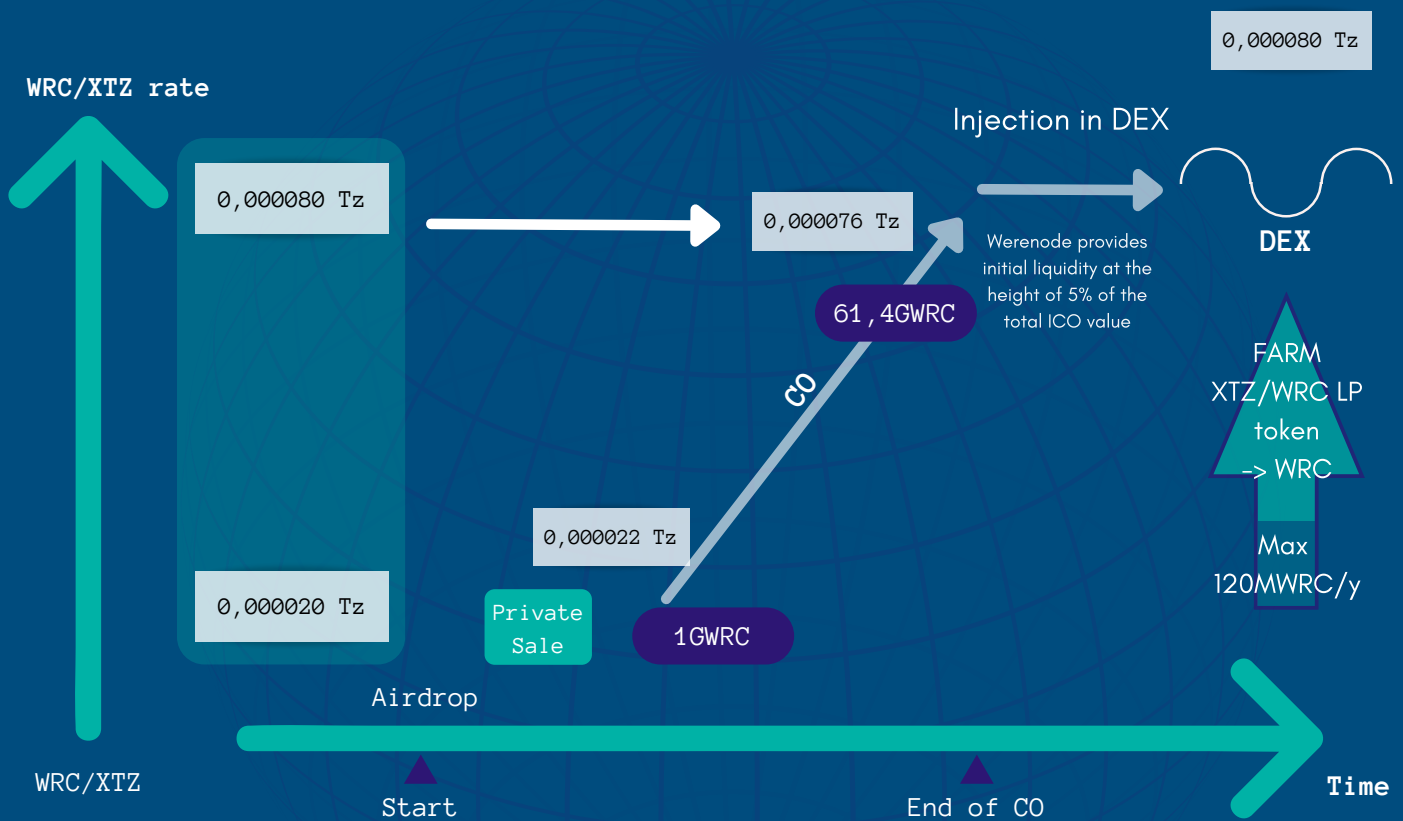 0,000080 Tz
WRC/XTZ rate
Injection in DEX
0,000080 Tz
0,000076 Tz
DEX
Werenode provides
initial liquidity at the
height of 5% of the
total ICO value
61,4GWRC
CO
FARM
XTZ/WRC LP
token
-> WRC
0,000022 Tz
Max
120MWRC/y
0,000020 Tz
Private
Sale
1GWRC
Airdrop
WRC/XTZ
Start
End of CO
Time